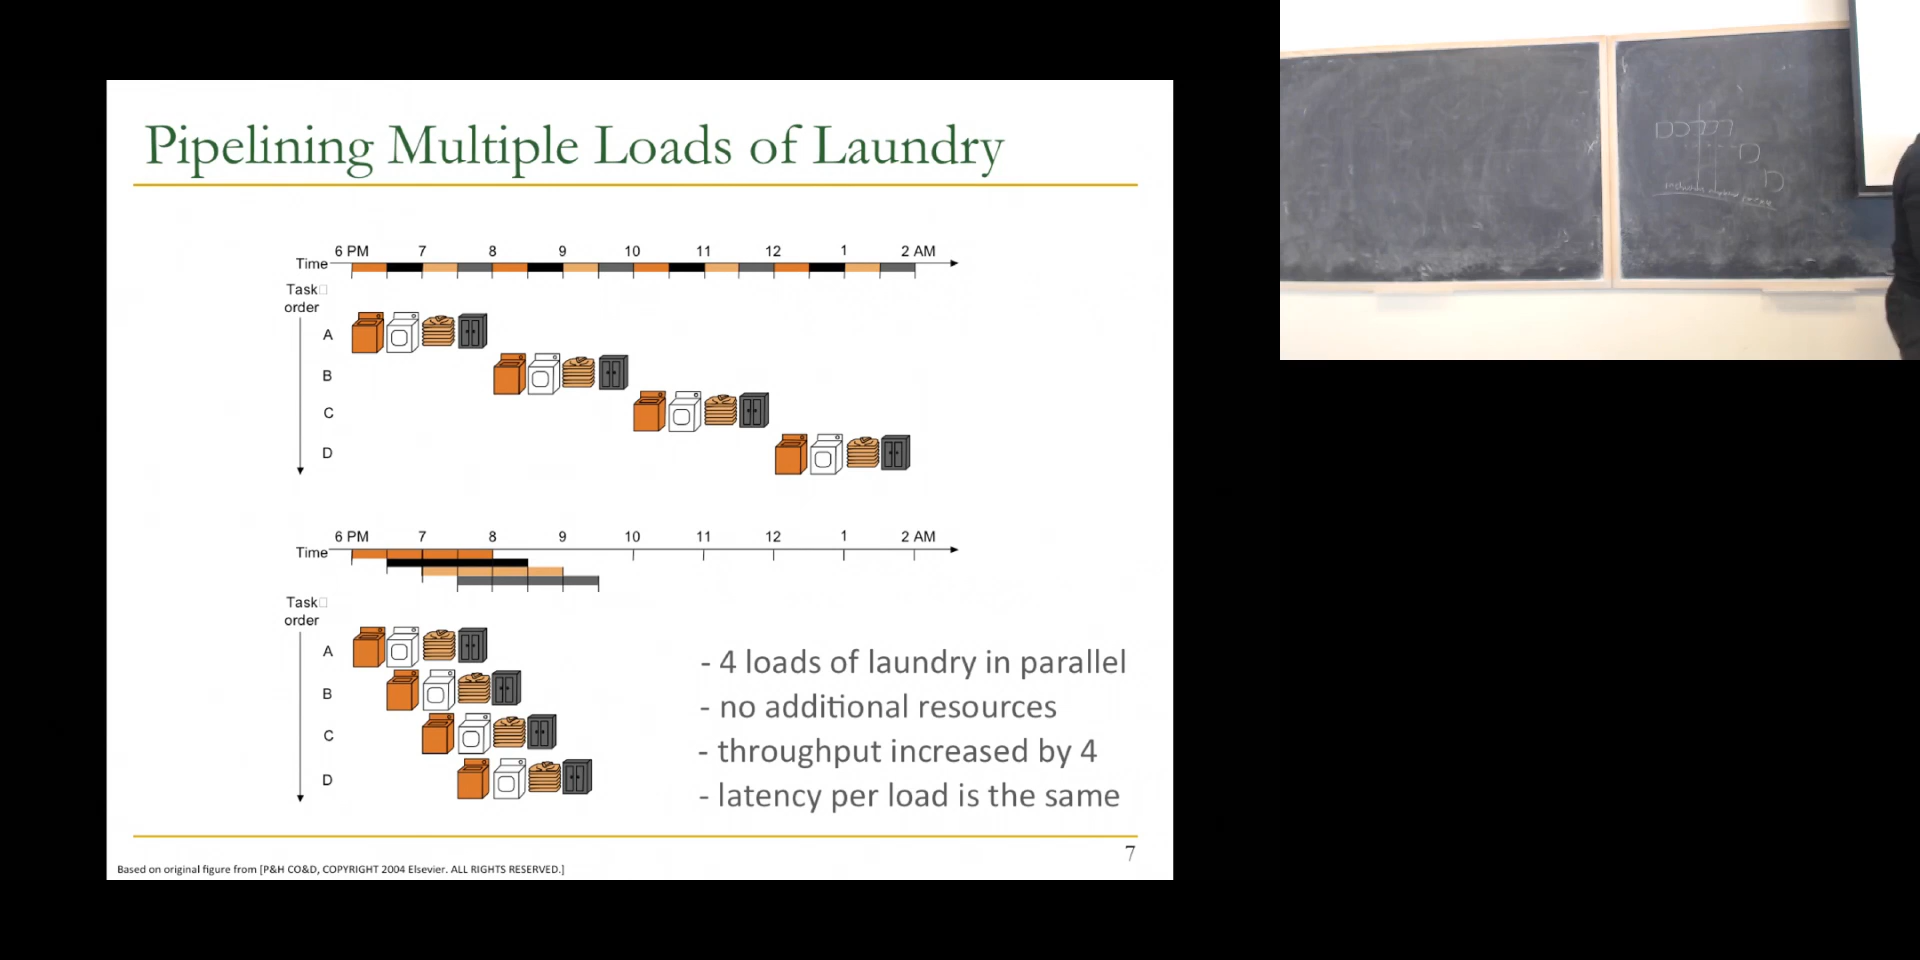 Pipelining Multiple Loads of Laundry
6 PM 7 8 9 10 11 12 1 2 AM
Time
Task
order
A
B
C
D
6 PM 7 8 9 10 11 12 1 2 AM
Time
Task
order
A
B
C
D
- 4 loads of laundry in parallel
- no additional resources
- throughput increased by 4
- latency per load is the same
7
Based on original figure from [P&H CO&D, COPYRIGHT 2004 Elsevier. ALL RIGHTS RESERVED.]